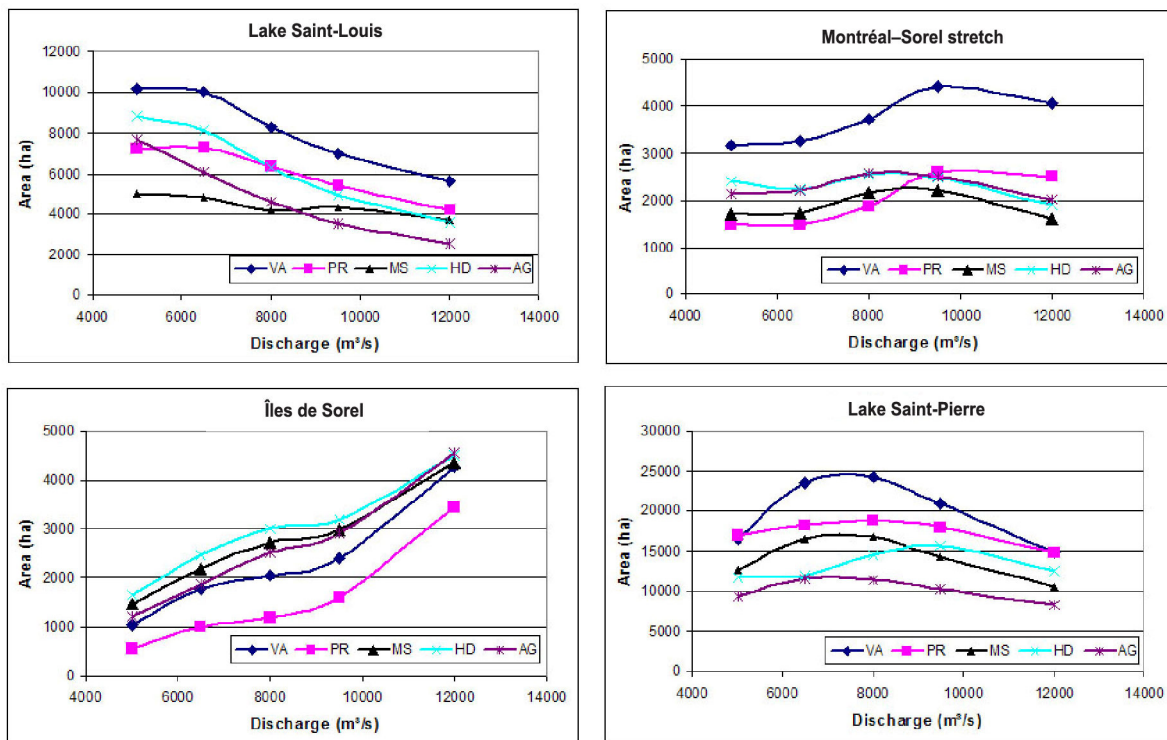 Lake Saint-Louis
12000
10000
8000
6000
4000
2000
0
Area (ha)
VA PR MS HD AG
4000 6000 8000 10000 12000 14000
Discharge (m³/s)
Montréal–Sorel stretch
5000
4000
3000
2000
1000
0
Area (ha)
VA PR MS HD AG
4000 6000 8000 10000 12000 14000
Discharge (m³/s)
Îles de Sorel
5000
4000
3000
2000
1000
0
Area (ha)
VA PR MS HD AG
4000 6000 8000 10000 12000 14000
Discharge (m³/s)
Lake Saint-Pierre
30000
25000
20000
15000
10000
5000
0
Area (ha)
VA PR MS HD AG
4000 6000 8000 10000 12000 14000
Discharge (m³/s)